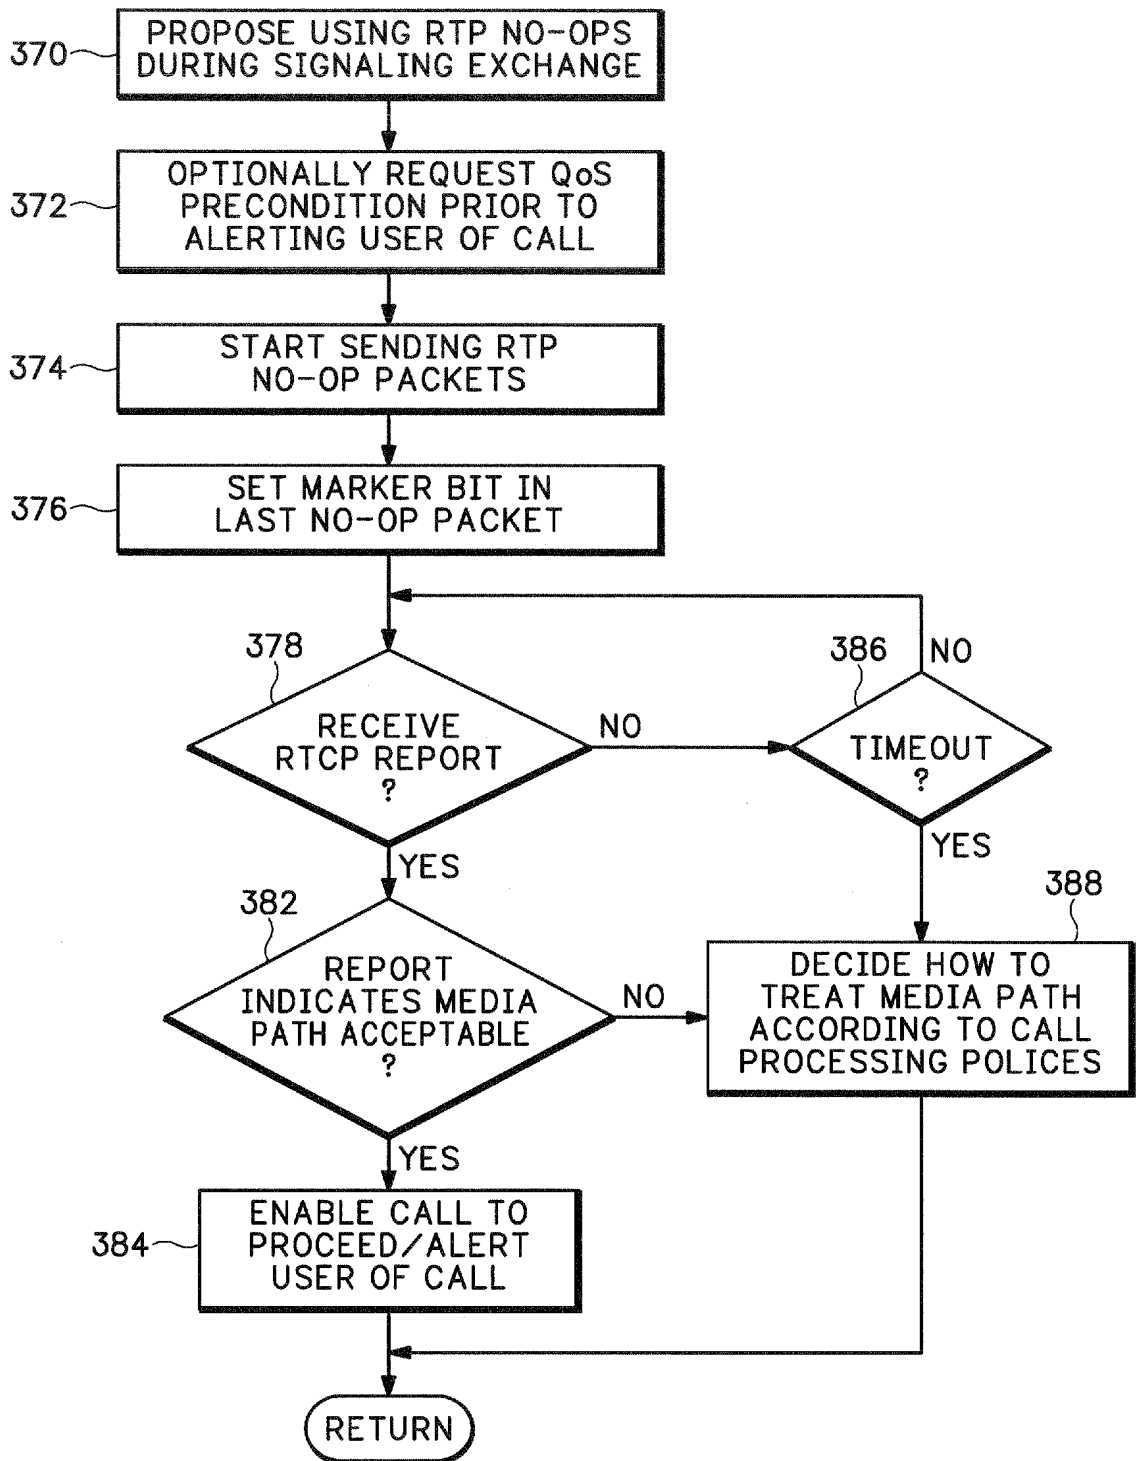 370
PROPOSE USING RTP NO-OPS
DURING SIGNALING EXCHANGE
372
OPTIONALLY REQUEST QoS
PRECONDITION PRIOR TO
ALERTING USER OF CALL
374
START SENDING RTP
NO-OP PACKETS
376
SET MARKER BIT IN
LAST NO-OP PACKET
378
RECEIVE
RTCP REPORT
?
NO
386
NO
TIMEOUT
?
YES
YES
382
REPORT
INDICATES MEDIA
PATH ACCEPTABLE
?
NO
388
DECIDE HOW TO
TREAT MEDIA PATH
ACCORDING TO CALL
PROCESSING POLICES
YES
384
ENABLE CALL TO
PROCEED/ALERT
USER OF CALL
RETURN